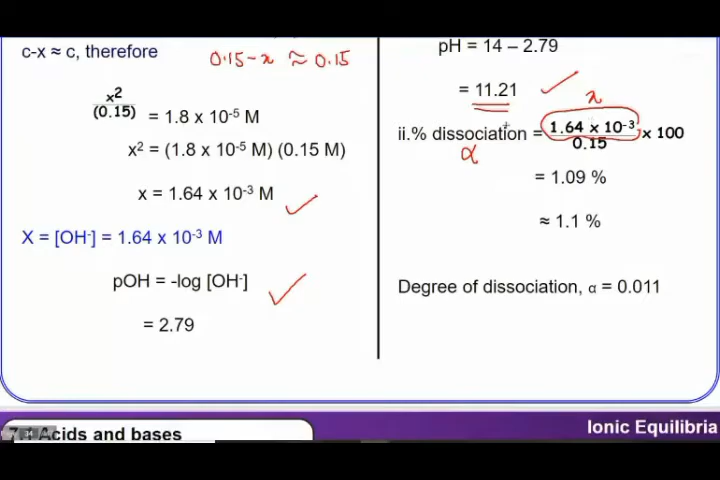 c-x ≈ c, therefore
0.15-x ≈ 0.15
x²
(0.15) = 1.8 x 10⁻⁵ M
x² = (1.8 x 10⁻⁵ M) (0.15 M)
x = 1.64 x 10⁻³ M
X = [OH⁻] = 1.64 x 10⁻³ M
pOH = -log [OH⁻]
= 2.79
pH = 14 – 2.79
= 11.21
x
ii.% dissociation = 1.64 x 10⁻³ x 100
0.15
α
= 1.09 %
≈ 1.1 %
Degree of dissociation, α = 0.011
Acids and bases
Ionic Equilibria